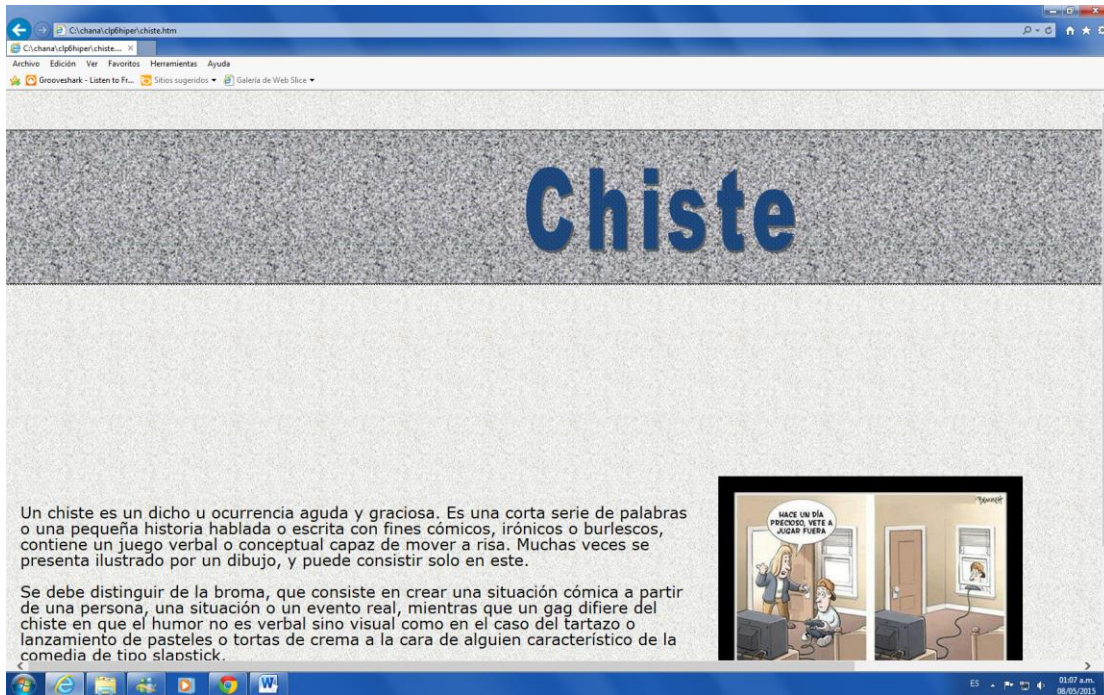 C:\chana\clp6hiper\chiste.htm
C:\chana\clp6hiper\chiste....
Archivo Edición Ver Favoritos Herramientas Ayuda
Grooveshark - Listen to Fr... Sitios sugeridos Galería de Web Slice
Chiste
Un chiste es un dicho u ocurrencia aguda y graciosa. Es una corta serie de palabras
o una pequeña historia hablada o escrita con fines cómicos, irónicos o burlescos,
contiene un juego verbal o conceptual capaz de mover a risa. Muchas veces se
presenta ilustrado por un dibujo, y puede consistir solo en este.
Se debe distinguir de la broma, que consiste en crear una situación cómica a partir
de una persona, una situación o un evento real, mientras que un gag difiere del
chiste en que el humor no es verbal sino visual como en el caso del tartazo o
lanzamiento de pasteles o tortas de crema a la cara de alguien característico de la
comedia de tipo slapstick.
HACE UN DÍA
PRECIOSO, VETE A
JUGAR FUERA
ES
01:07 a.m.
08/05/2015